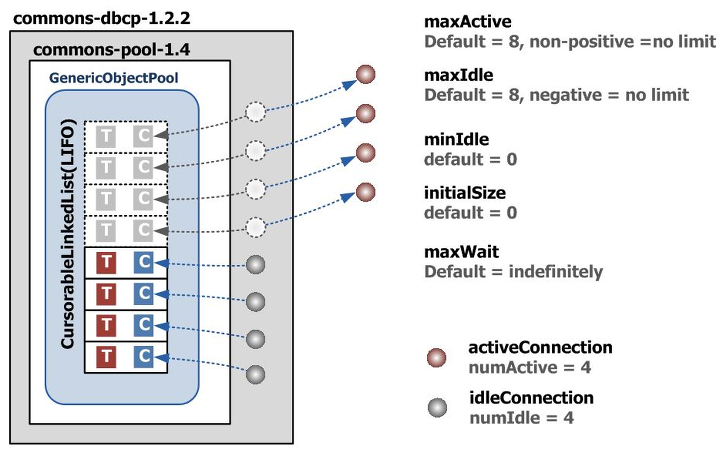 commons-dbcp-1.2.2
commons-pool-1.4
GenericObjectPool
CursorableLinkedList(LIFO)
T C
T C
T C
T C
T C
T C
T C
T C
maxActive
Default = 8, non-positive =no limit
maxIdle
Default = 8, negative = no limit
minIdle
default = 0
initialSize
default = 0
maxWait
Default = indefinitely
activeConnection
numActive = 4
idleConnection
numIdle = 4